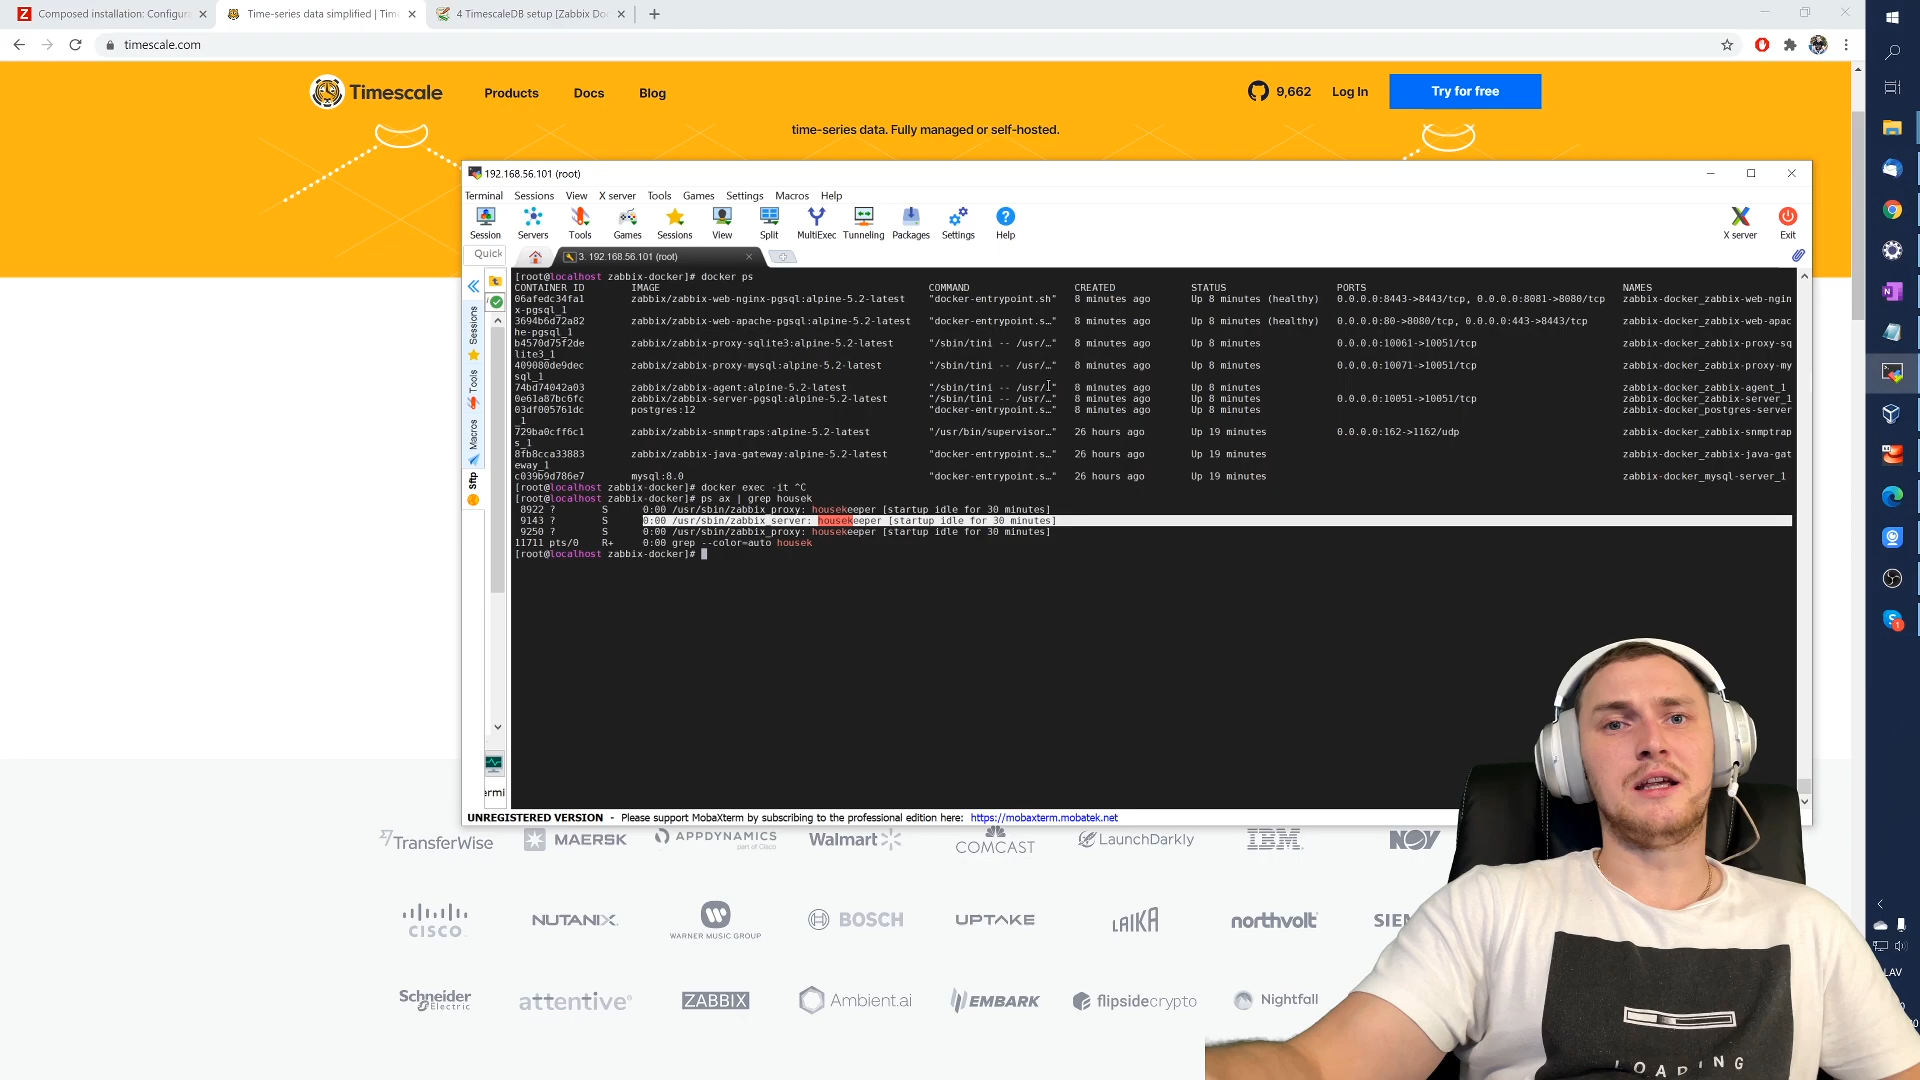 Composed installation: Configura
Time-series data simplified | Time
4 TimescaleDB setup [Zabbix Doc
timescale.com
Timescale
Products
Docs
Blog
9,662
Log In
Try for free
time-series data. Fully managed or self-hosted.
192.168.56.101 (root)
Terminal Sessions View X server Tools Games Settings Macros Help
Session Servers Tools Games Sessions View Split MultiExec Tunneling Packages Settings Help X server Exit
Quick
3. 192.168.56.101 (root)
Sessions
Tools
Macros
Sftp
[root@localhost zabbix-docker]# docker ps
CONTAINER ID IMAGE COMMAND CREATED STATUS PORTS NAMES
06afedc34fa1 zabbix/zabbix-web-nginx-pgsql:alpine-5.2-latest "docker-entrypoint.sh" 8 minutes ago Up 8 minutes (healthy) 0.0.0.0:8443->8443/tcp, 0.0.0.0:8081->8080/tcp zabbix-docker_zabbix-web-ngin
x-pgsql_1
3694b6d72a82 zabbix/zabbix-web-apache-pgsql:alpine-5.2-latest "docker-entrypoint.s…" 8 minutes ago Up 8 minutes (healthy) 0.0.0.0:80->8080/tcp, 0.0.0.0:443->8443/tcp zabbix-docker_zabbix-web-apac
he-pgsql_1
b4570d75f2de zabbix/zabbix-proxy-sqlite3:alpine-5.2-latest "/sbin/tini -- /usr/…" 8 minutes ago Up 8 minutes 0.0.0.0:10061->10051/tcp zabbix-docker_zabbix-proxy-sq
lite3_1
409080de9dec zabbix/zabbix-proxy-mysql:alpine-5.2-latest "/sbin/tini -- /usr/…" 8 minutes ago Up 8 minutes 0.0.0.0:10071->10051/tcp zabbix-docker_zabbix-proxy-my
sql_1
74bd74042a03 zabbix/zabbix-agent:alpine-5.2-latest "/sbin/tini -- /usr/…" 8 minutes ago Up 8 minutes zabbix-docker_zabbix-agent_1
0e61a87bc6fc zabbix/zabbix-server-pgsql:alpine-5.2-latest "/sbin/tini -- /usr/…" 8 minutes ago Up 8 minutes 0.0.0.0:10051->10051/tcp zabbix-docker_zabbix-server_1
03df005761dc postgres:12 "docker-entrypoint.s…" 8 minutes ago Up 8 minutes zabbix-docker_postgres-server
_1
729ba0cff6c1 zabbix/zabbix-snmptraps:alpine-5.2-latest "/usr/bin/supervisor…" 26 hours ago Up 19 minutes 0.0.0.0:162->1162/udp zabbix-docker_zabbix-snmptrap
s_1
8fb8cca33883 zabbix/zabbix-java-gateway:alpine-5.2-latest "docker-entrypoint.s…" 26 hours ago Up 19 minutes zabbix-docker_zabbix-java-gat
eway_1
c039b9d786e7 mysql:8.0 "docker-entrypoint.s…" 26 hours ago Up 19 minutes zabbix-docker_mysql-server_1
[root@localhost zabbix-docker]# docker exec -it ^C
[root@localhost zabbix-docker]# ps ax | grep housek
8922 ? S 0:00 /usr/sbin/zabbix_proxy: housekeeper [startup idle for 30 minutes]
9143 ? S 0:00 /usr/sbin/zabbix_server: housekeeper [startup idle for 30 minutes]
9250 ? S 0:00 /usr/sbin/zabbix_proxy: housekeeper [startup idle for 30 minutes]
11711 pts/0 R+ 0:00 grep --color=auto housek
[root@localhost zabbix-docker]#
ermi
UNREGISTERED VERSION - Please support MobaXterm by subscribing to the professional edition here: https://mobaxterm.mobatek.net
TransferWise MAERSK APPDYNAMICS part of Cisco Walmart COMCAST LaunchDarkly IBM NOV
CISCO NUTANIX WARNER MUSIC GROUP BOSCH UPTAKE LAIKA northvolt SIEM
Schneider Electric attentive ZABBIX Ambient.ai EMBARK flipsidecrypto Nightfall
LAV
LOADING